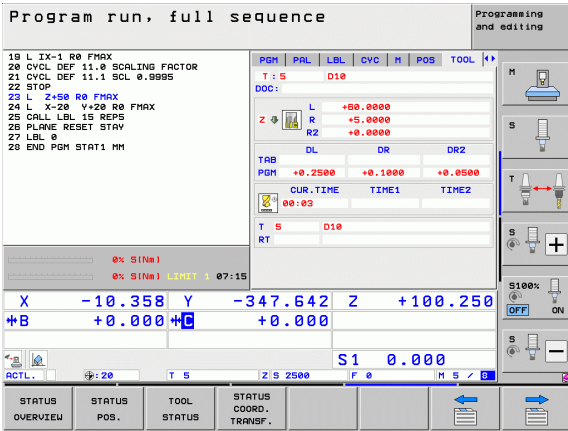 Program run, full sequence
Programming
and editing
19 L IX-1 R0 FMAX
20 CYCL DEF 11.0 SCALING FACTOR
21 CYCL DEF 11.1 SCL 0.9995
22 STOP
23 L Z+50 R0 FMAX
24 L X-20 Y+20 R0 FMAX
25 CALL LBL 15 REP5
26 PLANE RESET STAY
27 LBL 0
28 END PGM STAT1 MM
0% S[Nm]
0% S[Nm] LIMIT 1 07:15
PGM PAL LBL CYC M POS TOOL
T : 5 D10
DOC:
L +60.0000
Z R +5.0000
R2 +0.0000
DL DR DR2
TAB
PGM +0.2500 +0.1000 +0.0500
CUR.TIME TIME1 TIME2
00:03
T 5 D10
RT
M
S
T
S
S100%
OFF ON
S
X -10.358 Y -347.642 Z +100.250
B +0.000 C +0.000
S1 0.000
ACTL. : 20 T 5 Z S 2500 F 0 M 5 / 8
STATUS
OVERVIEW
STATUS
POS.
TOOL
STATUS
STATUS
COORD.
TRANSF.